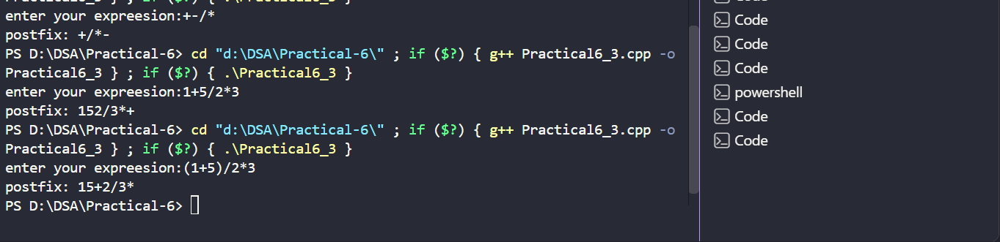 enter your expreesion:+-/*
postfix: +/*-
PS D:\DSA\Practical-6> cd "d:\DSA\Practical-6\" ; if ($?) { g++ Practical6_3.cpp -o
Practical6_3 } ; if ($?) { .\Practical6_3 }
enter your expreesion:1+5/2*3
postfix: 152/3*+
PS D:\DSA\Practical-6> cd "d:\DSA\Practical-6\" ; if ($?) { g++ Practical6_3.cpp -o
Practical6_3 } ; if ($?) { .\Practical6_3 }
enter your expreesion:(1+5)/2*3
postfix: 15+2/3*
PS D:\DSA\Practical-6>
Code
Code
Code
powershell
Code
Code